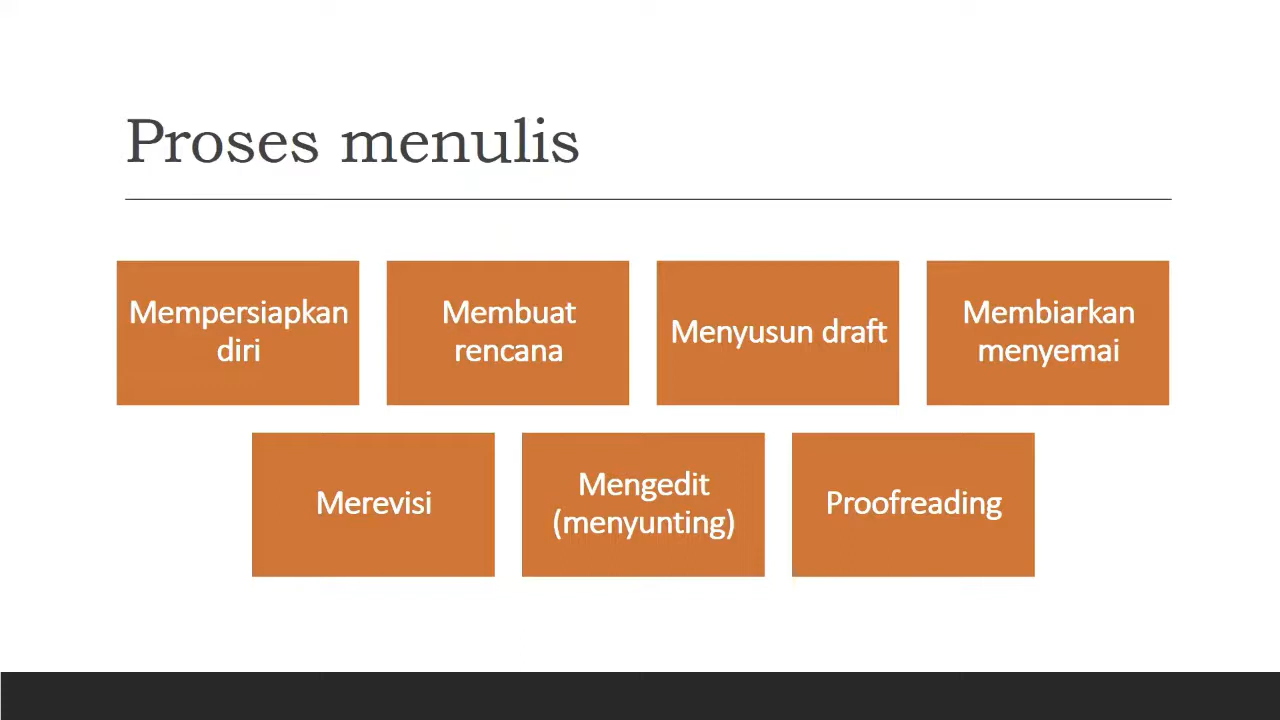 Proses menulis
Mempersiapkan
diri
Membuat
rencana
Menyusun draft
Membiarkan
menyemai
Merevisi
Mengedit
(menyunting)
Proofreading